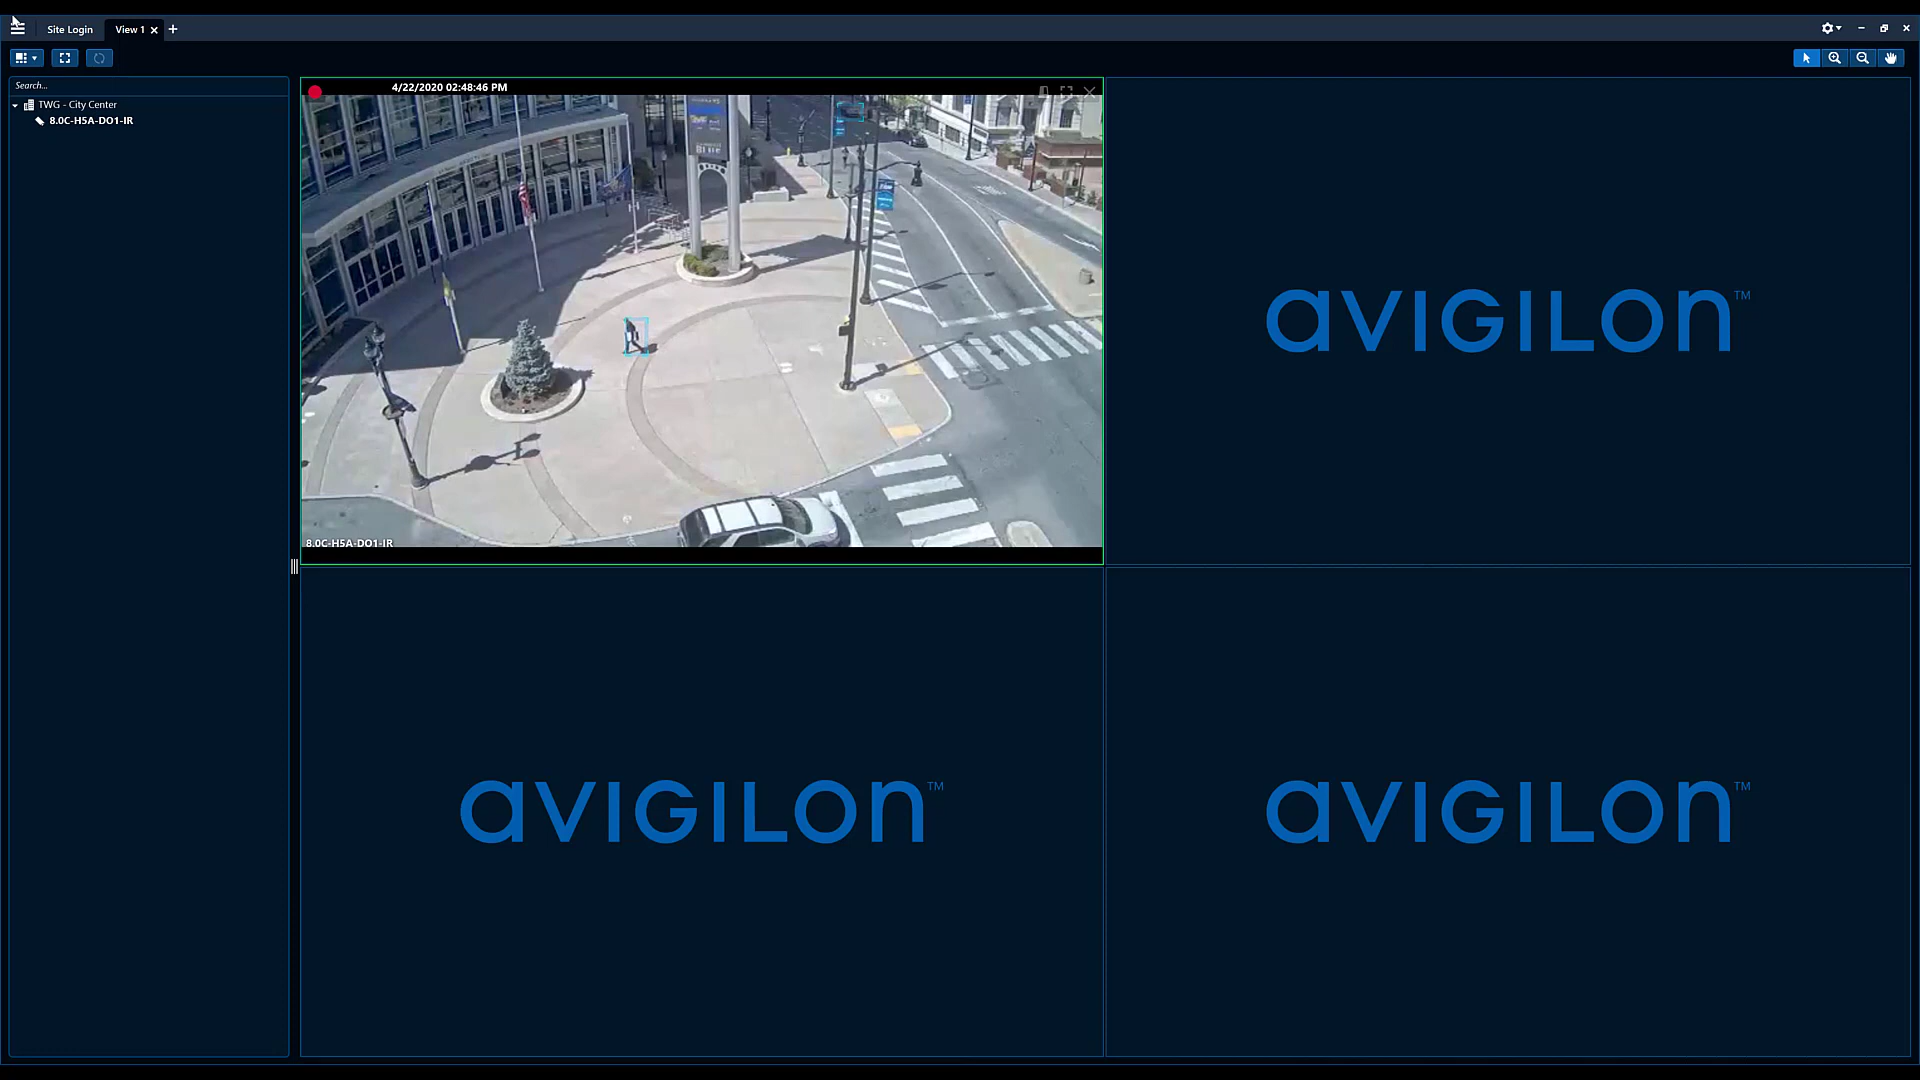 Site Login
View 1
Search...
TWG - City Center
8.0C-H5A-DO1-IR
4/22/2020 02:48:46 PM
BLUE
8.0C-H5A-DO1-IR
aVIGILOn™
aVIGILOn™
aVIGILOn™